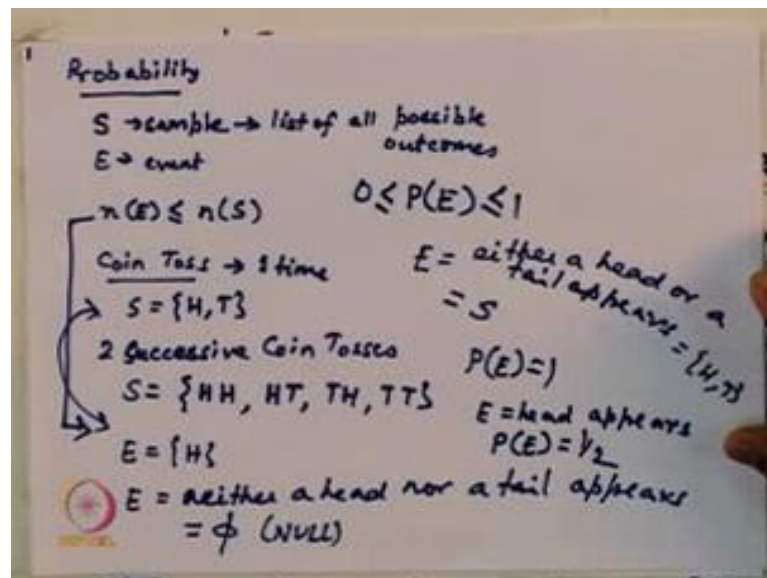 1
Probability
S → sample → list of all possible
outcomes
E → event
n(E) ≤ n(S)
0 ≤ P(E) ≤ 1
Coin Toss → 1 time
S = {H, T}
2 Successive Coin Tosses
S = {HH, HT, TH, TT}
E = {H}
E = either a head or a
tail appears = {H, T}
= S
P(E) = 1
E = head appears
P(E) = 1/2
E = neither a head nor a tail appears
= ϕ (NULL)